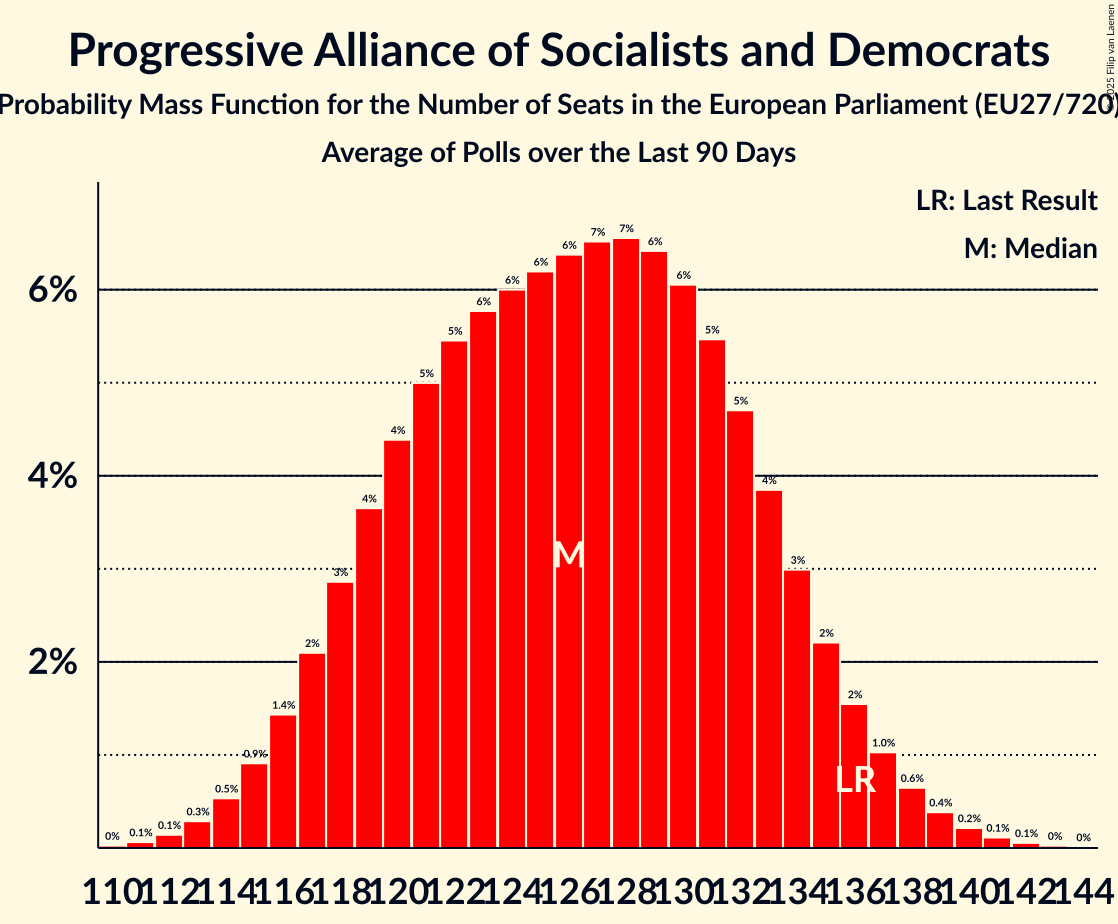 Progressive Alliance of Socialists and Democrats
Probability Mass Function for the Number of Seats in the European Parliament (EU27/720)
Average of Polls over the Last 90 Days
© 2025 Filip van Laenen
LR: Last Result
M: Median
6%
4%
2%
0% 0.1% 0.1% 0.3% 0.5% 0.9% 1.4% 2% 3% 4% 4% 5% 5% 6% 6% 6% 6% 7% 7% 6% 6% 5% 5% 4% 3% 2% 2% 1.0% 0.6% 0.4% 0.2% 0.1% 0.1% 0% 0%
M
LR
110 112 114 116 118 120 122 124 126 128 130 132 134 136 138 140 142 144